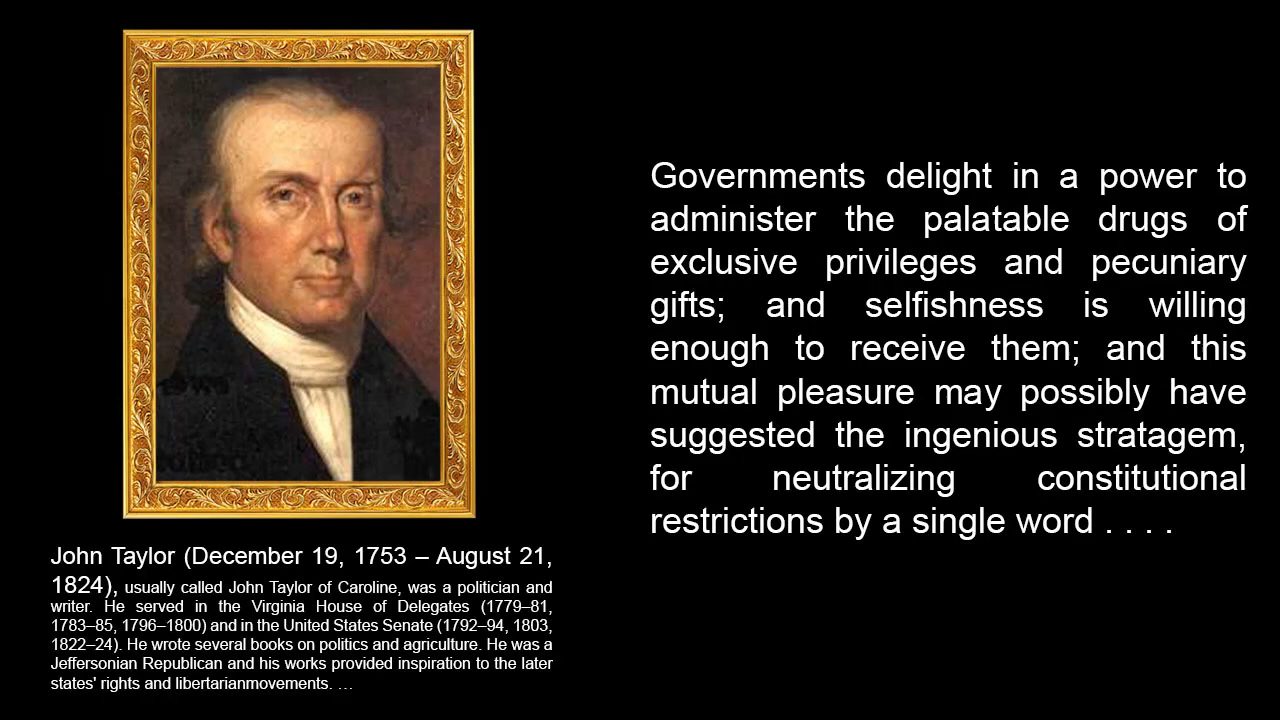 Governments delight in a power to
administer the palatable drugs of
exclusive privileges and pecuniary
gifts; and selfishness is willing
enough to receive them; and this
mutual pleasure may possibly have
suggested the ingenious stratagem,
for neutralizing constitutional
restrictions by a single word . . . .
John Taylor (December 19, 1753 – August 21,
1824), usually called John Taylor of Caroline, was a politician and
writer. He served in the Virginia House of Delegates (1779–81,
1783–85, 1796–1800) and in the United States Senate (1792–94, 1803,
1822–24). He wrote several books on politics and agriculture. He was a
Jeffersonian Republican and his works provided inspiration to the later
states' rights and libertarianmovements. …